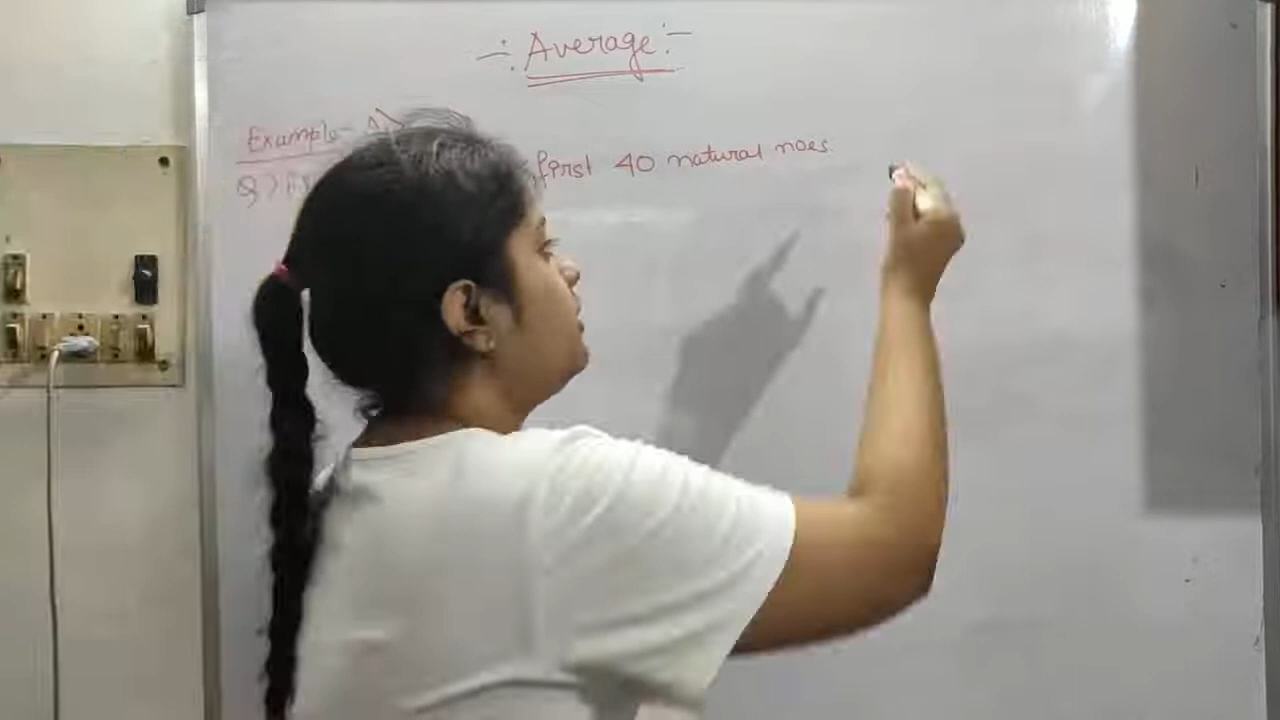 -: Average :-
Example-
Q> first 40 natural noes